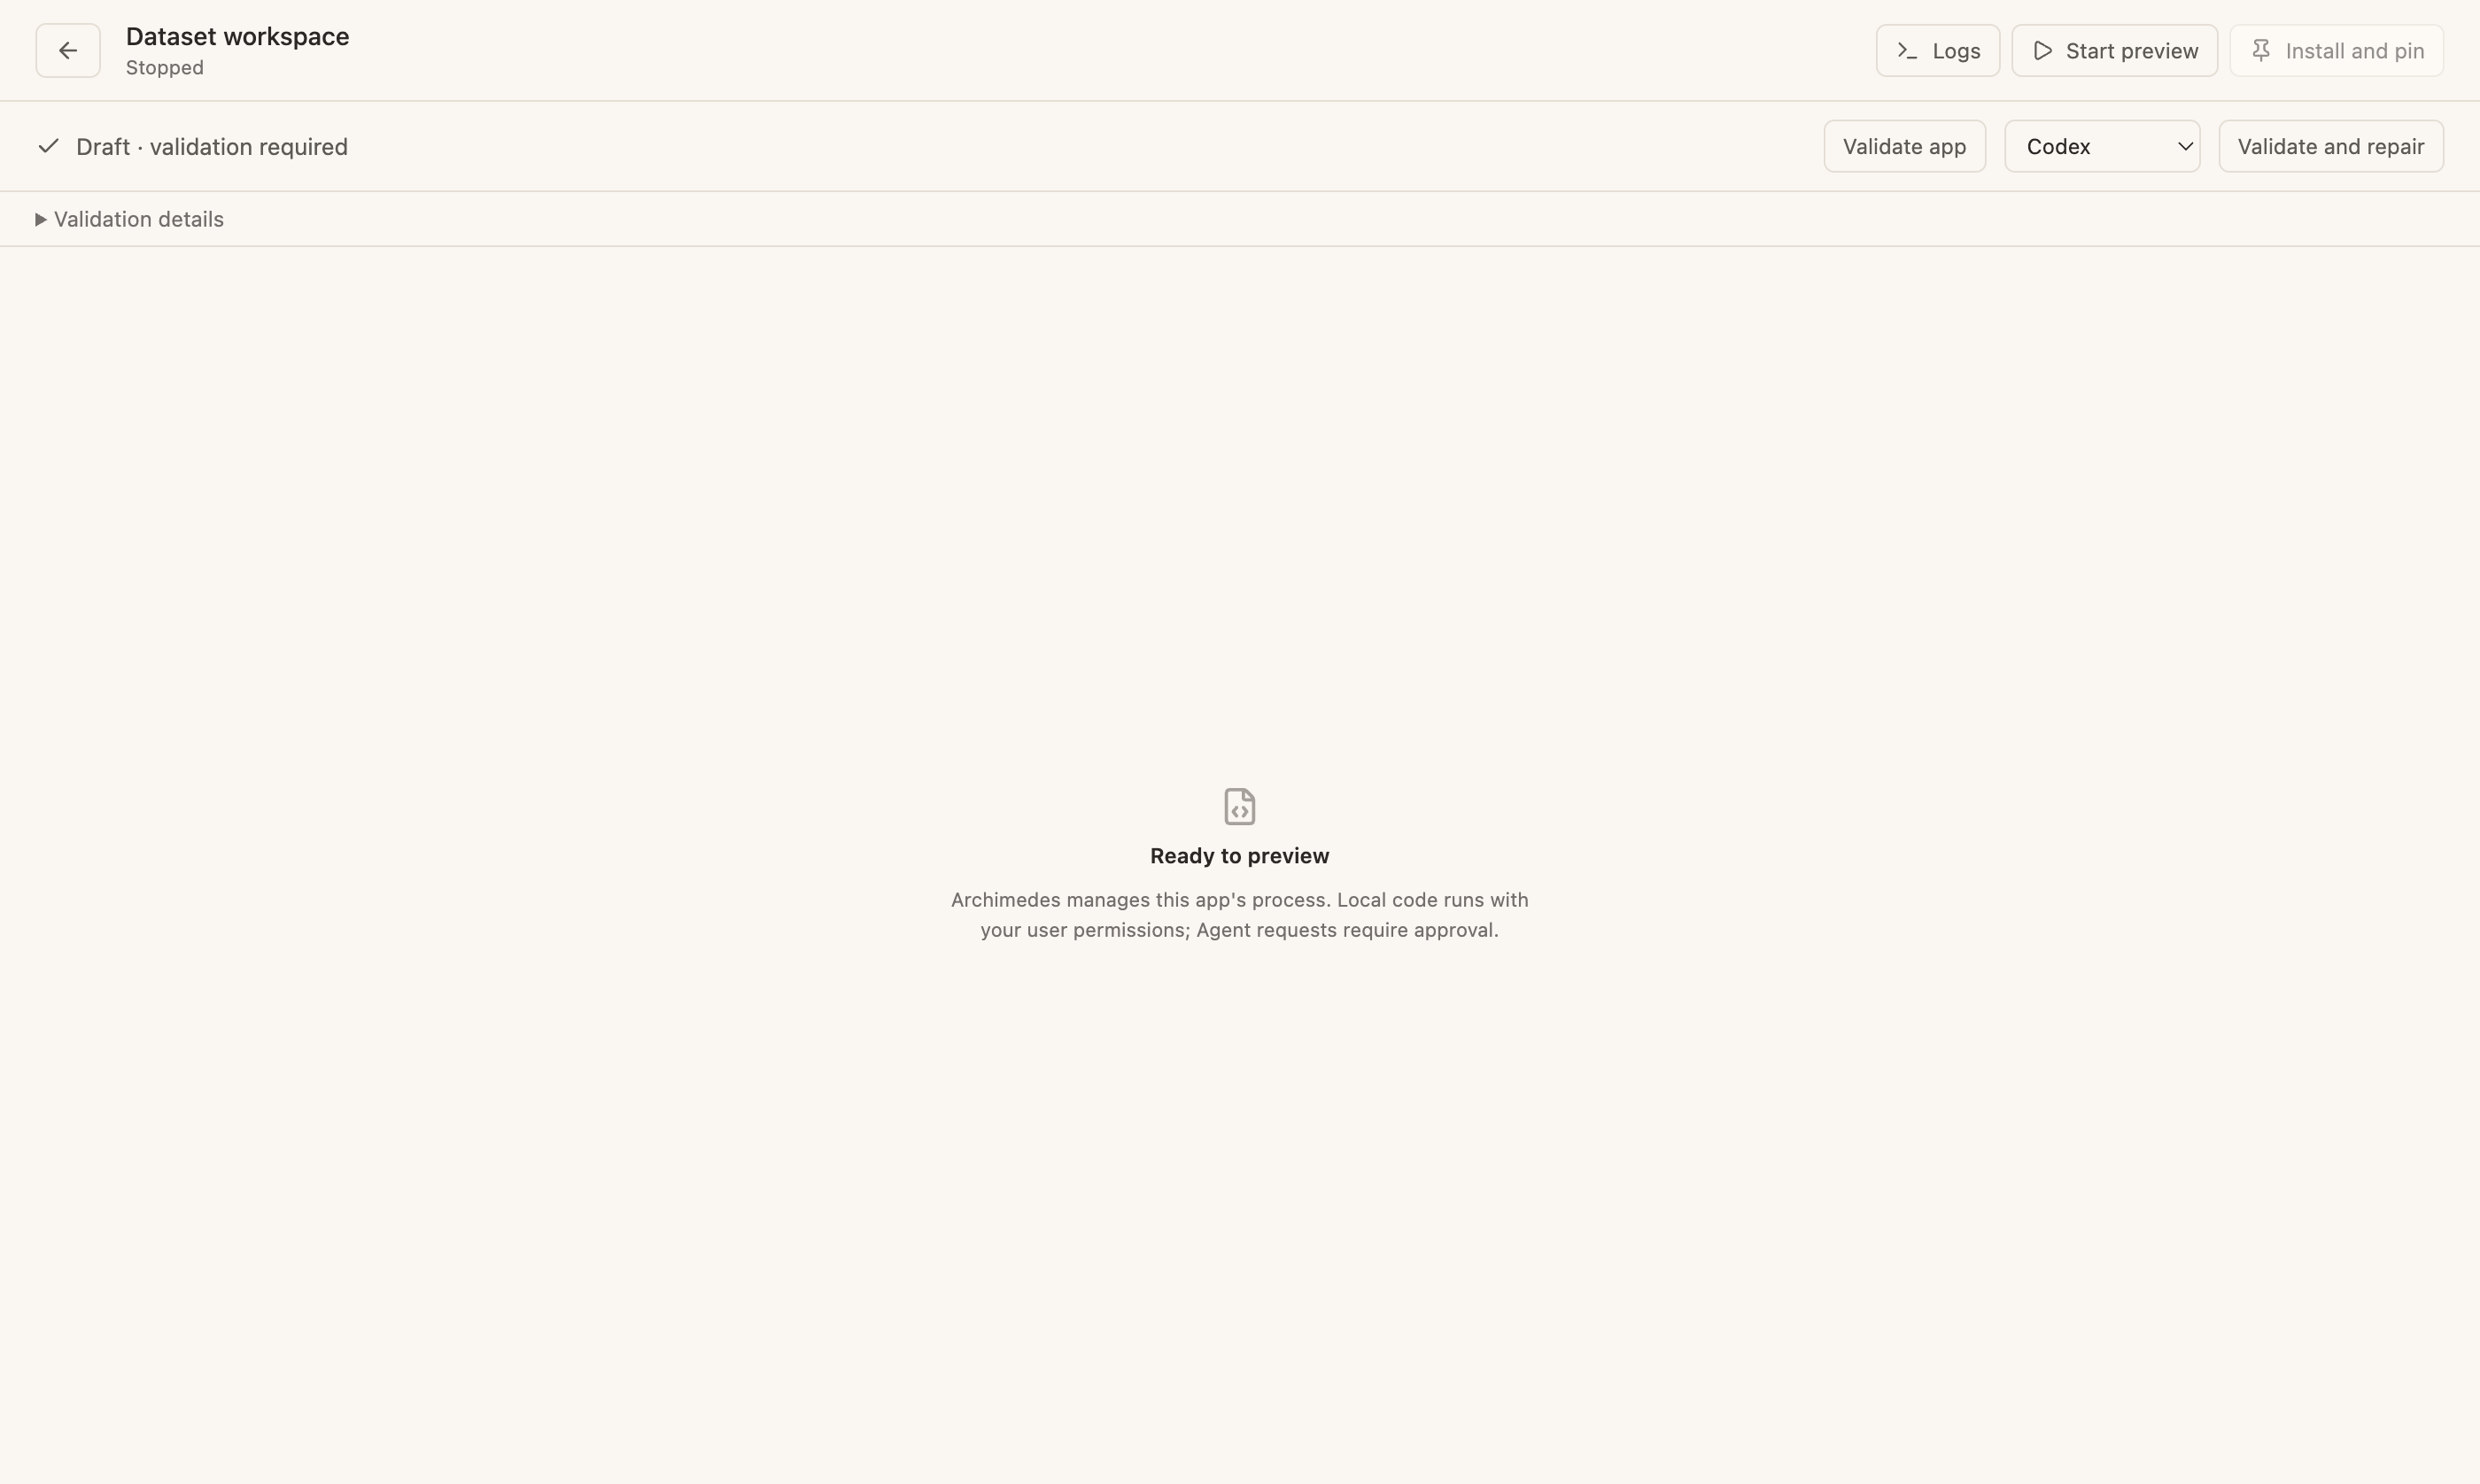 Dataset workspace
Stopped
Logs
Start preview
Install and pin
Draft · validation required
Validate app
Codex
Validate and repair
Validation details
Ready to preview
Archimedes manages this app's process. Local code runs with
your user permissions; Agent requests require approval.